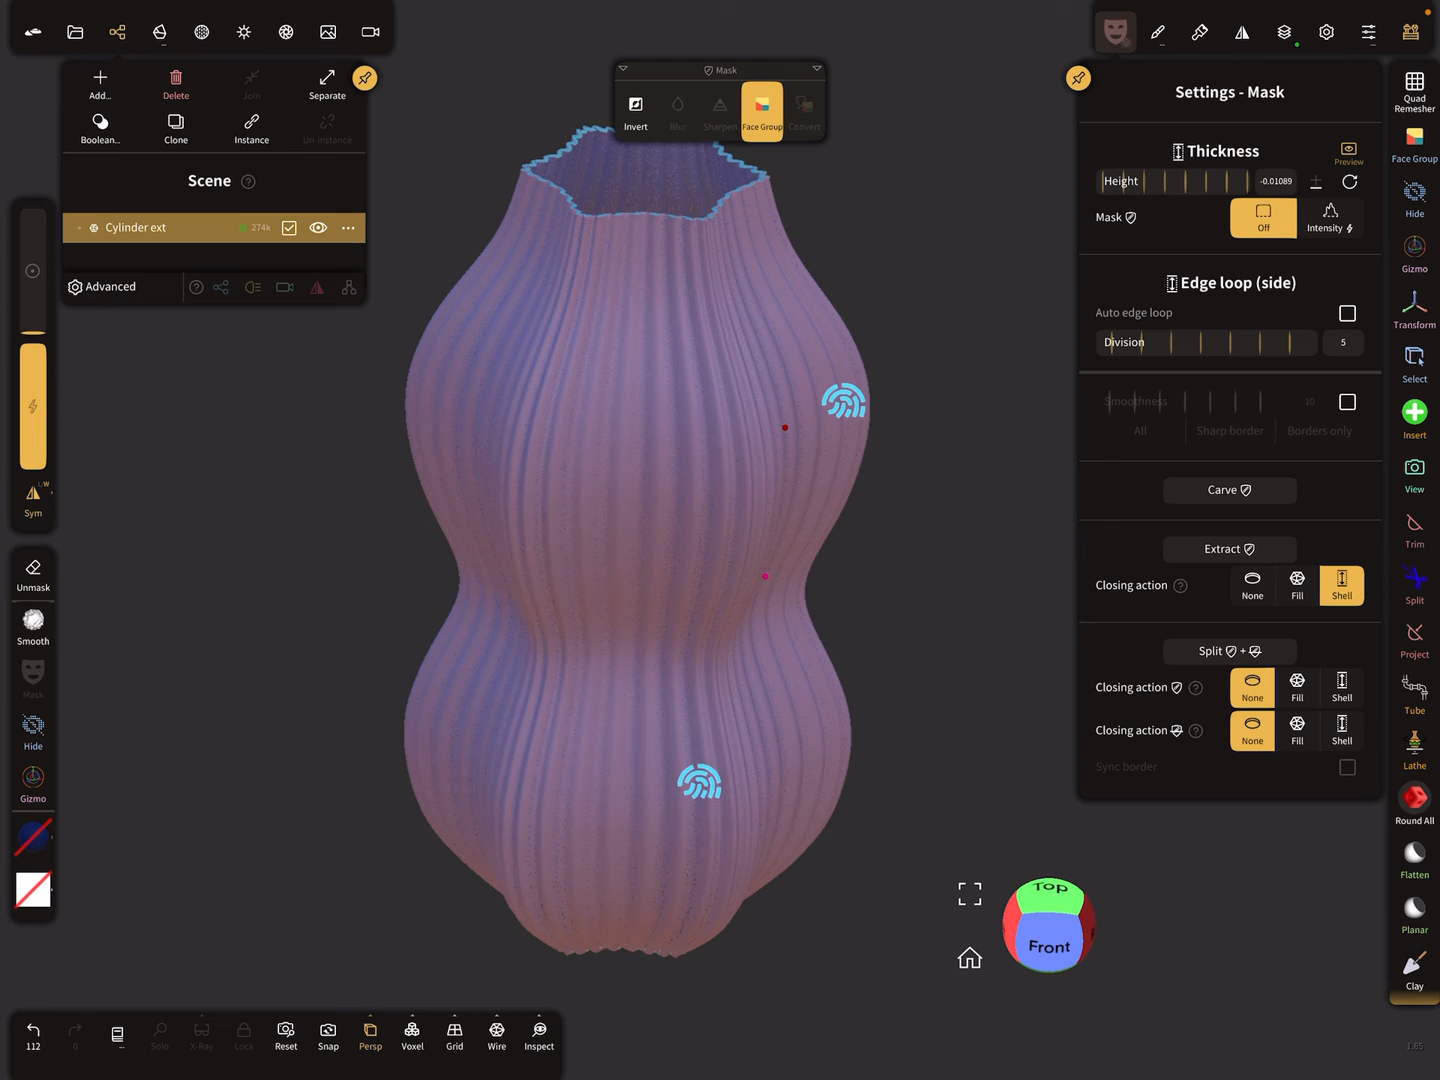 Add...
Delete
Join
Separate
Boolean...
Clone
Instance
Un-instance
Scene
Cylinder ext
274k
Advanced
L/W
Sym
Unmask
Smooth
Mask
Hide
Gizmo
Mask
Invert
Blur
Sharpen
Face Group
Convert
Settings - Mask
Thickness
Preview
Height
-0.01089
Mask
Off
Intensity
Edge loop (side)
Auto edge loop
Division
5
Smoothness
10
All
Sharp border
Borders only
Carve
Extract
Closing action
None
Fill
Shell
Split +
Closing action
None
Fill
Shell
Closing action
None
Fill
Shell
Sync border
Quad
Remesher
Face Group
Hide
Gizmo
Transform
Select
Insert
View
Trim
Split
Project
Tube
Lathe
Round All
Flatten
Planar
Clay
Top
Front
112
0
Solo
X-Ray
Lock
Reset
Snap
Persp
Voxel
Grid
Wire
Inspect
1.85